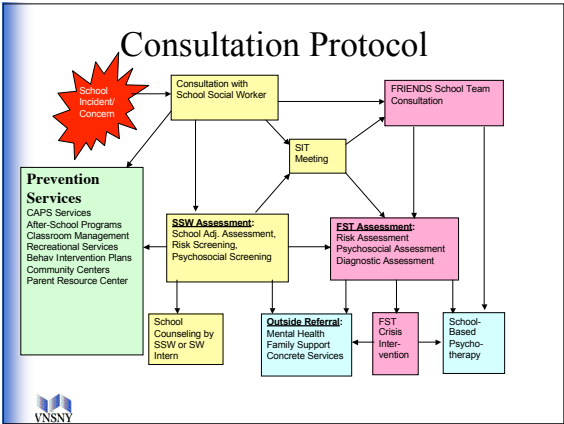 Consultation Protocol
School
Incident/
Concern
Consultation with
School Social Worker
FRIENDS School Team
Consultation
SIT
Meeting
Prevention
Services
CAPS Services
After-School Programs
Classroom Management
Recreational Services
Behav Intervention Plans
Community Centers
Parent Resource Center
SSW Assessment:
School Adj. Assessment,
Risk Screening,
Psychosocial Screening
FST Assessment:
Risk Assessment
Psychosocial Assessment
Diagnostic Assessment
School
Counseling by
SSW or SW
Intern
Outside Referral:
Mental Health
Family Support
Concrete Services
FST
Crisis
Inter-
vention
School-
Based
Psycho-
therapy
VNSNY